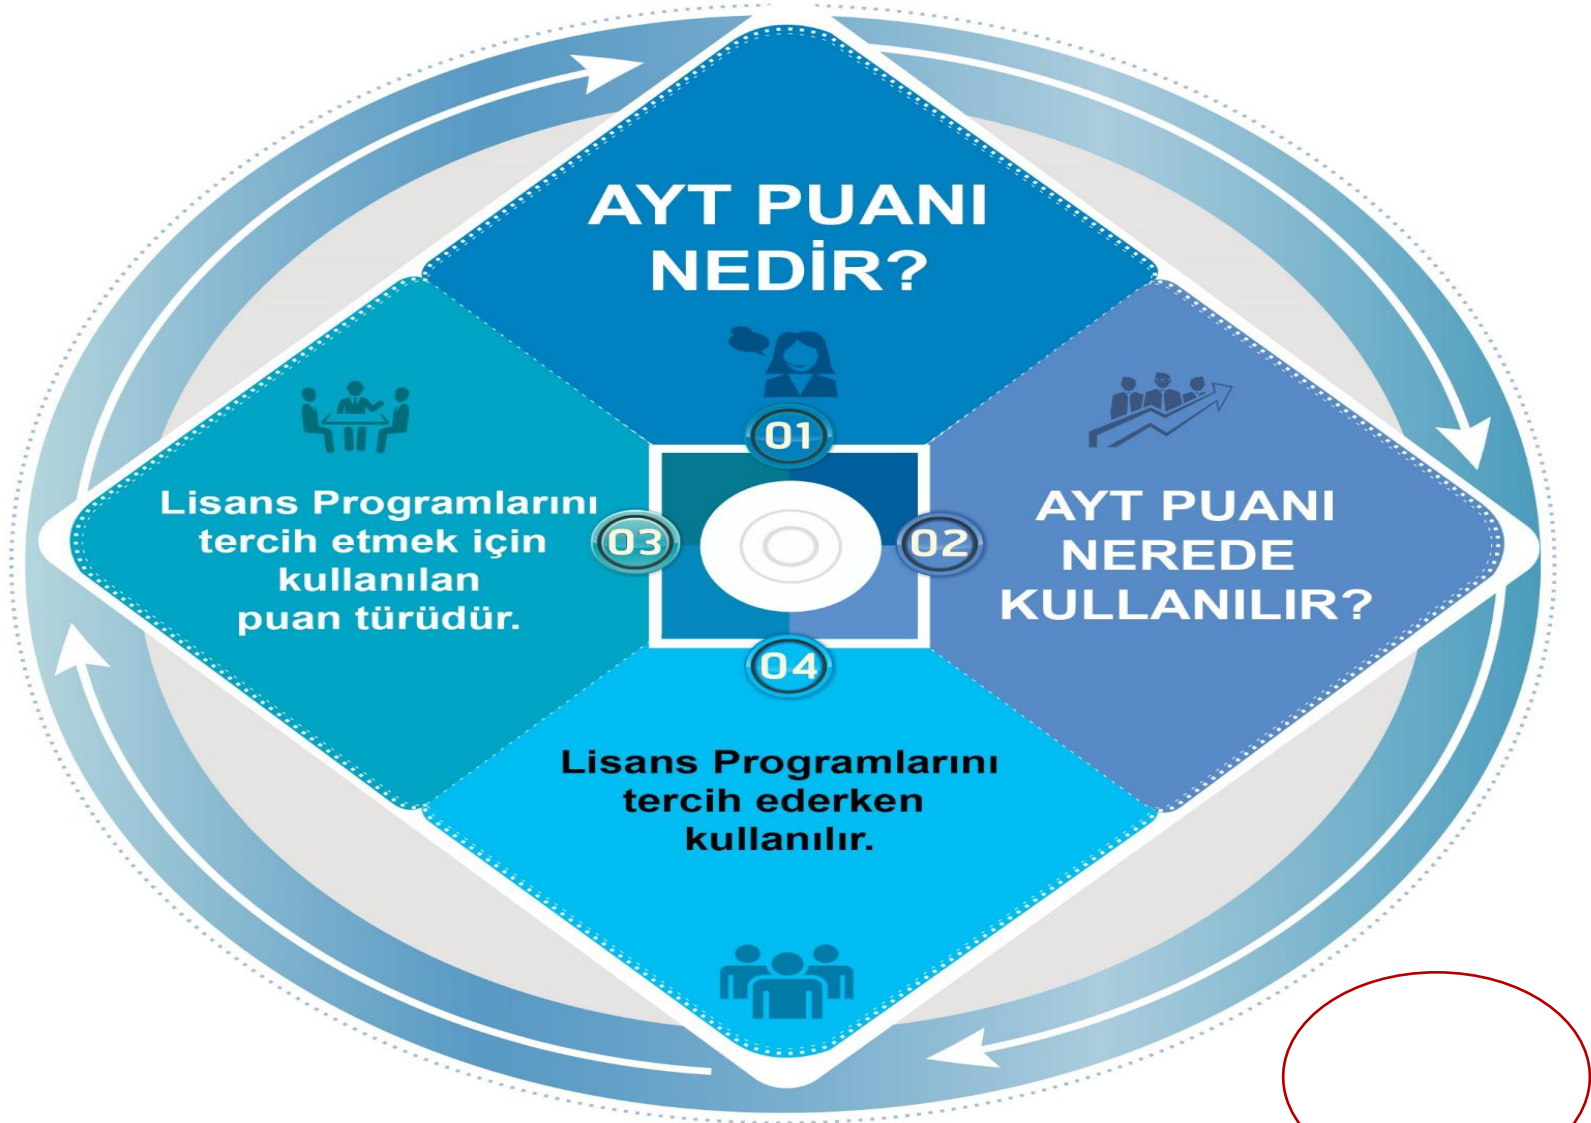 AYT PUANI
NEDİR?
01
AYT PUANI
NEREDE
KULLANILIR?
02
Lisans Programlarını
tercih etmek için
kullanılan
puan türüdür.
03
04
Lisans Programlarını
tercih ederken
kullanılır.